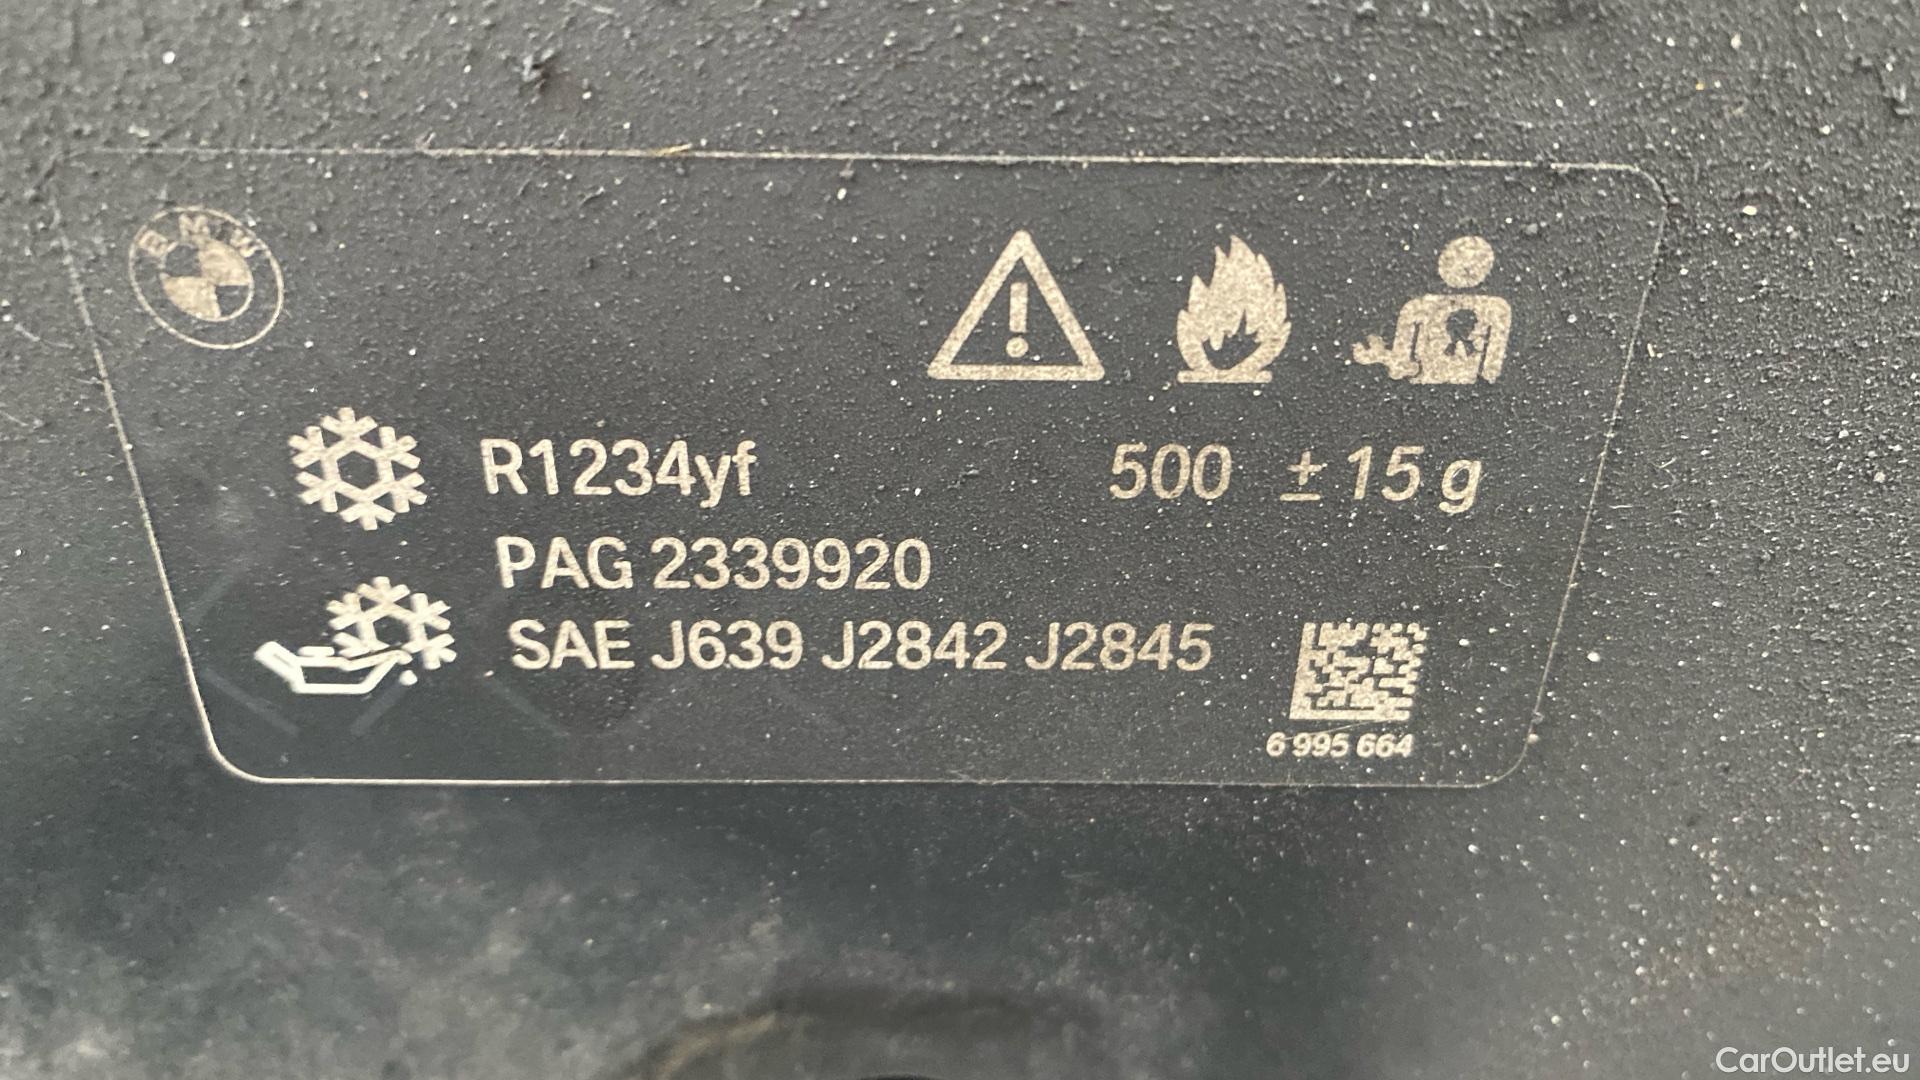 BMW
R1234yf 500 ± 15 g
PAG 2339920
SAE J639 J2842 J2845
6 995 664
CarOutlet.eu